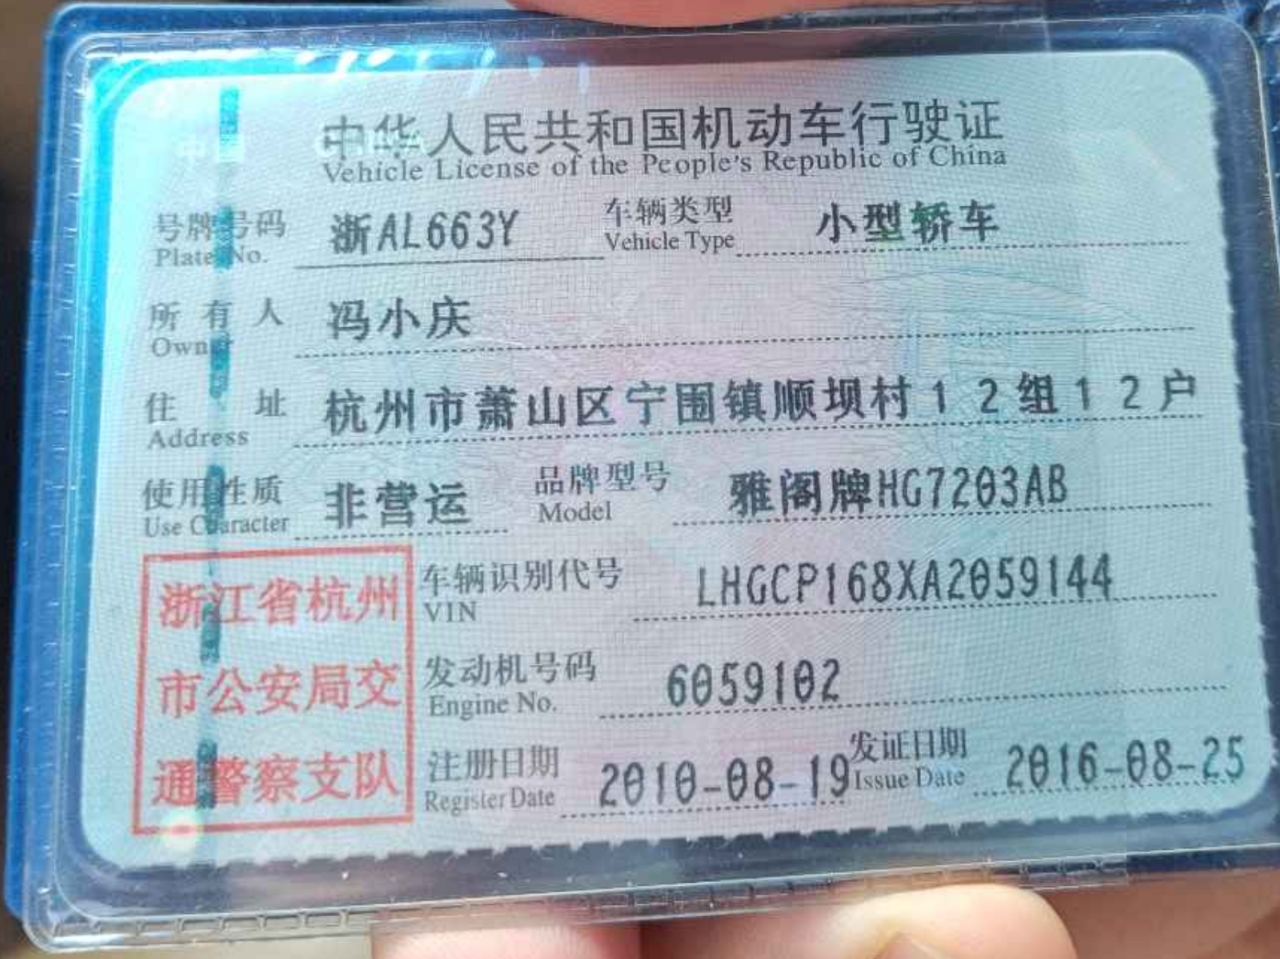 中华人民共和国机动车行驶证
Vehicle License of the People's Republic of China
号牌号码 浙AL663Y 车辆类型 小型轿车
Plate No. Vehicle Type
所有人 冯小庆
Owner
住址 杭州市萧山区宁围镇顺坝村12组12户
Address
使用性质 非营运 品牌型号 雅阁牌HG7203AB
Use Character Model
浙江省杭州
市公安局交
通警察支队
车辆识别代号 LHGCP168XA2059144
VIN
发动机号码 6059102
Engine No.
注册日期 2010-08-19 发证日期 2016-08-25
Register Date Issue Date